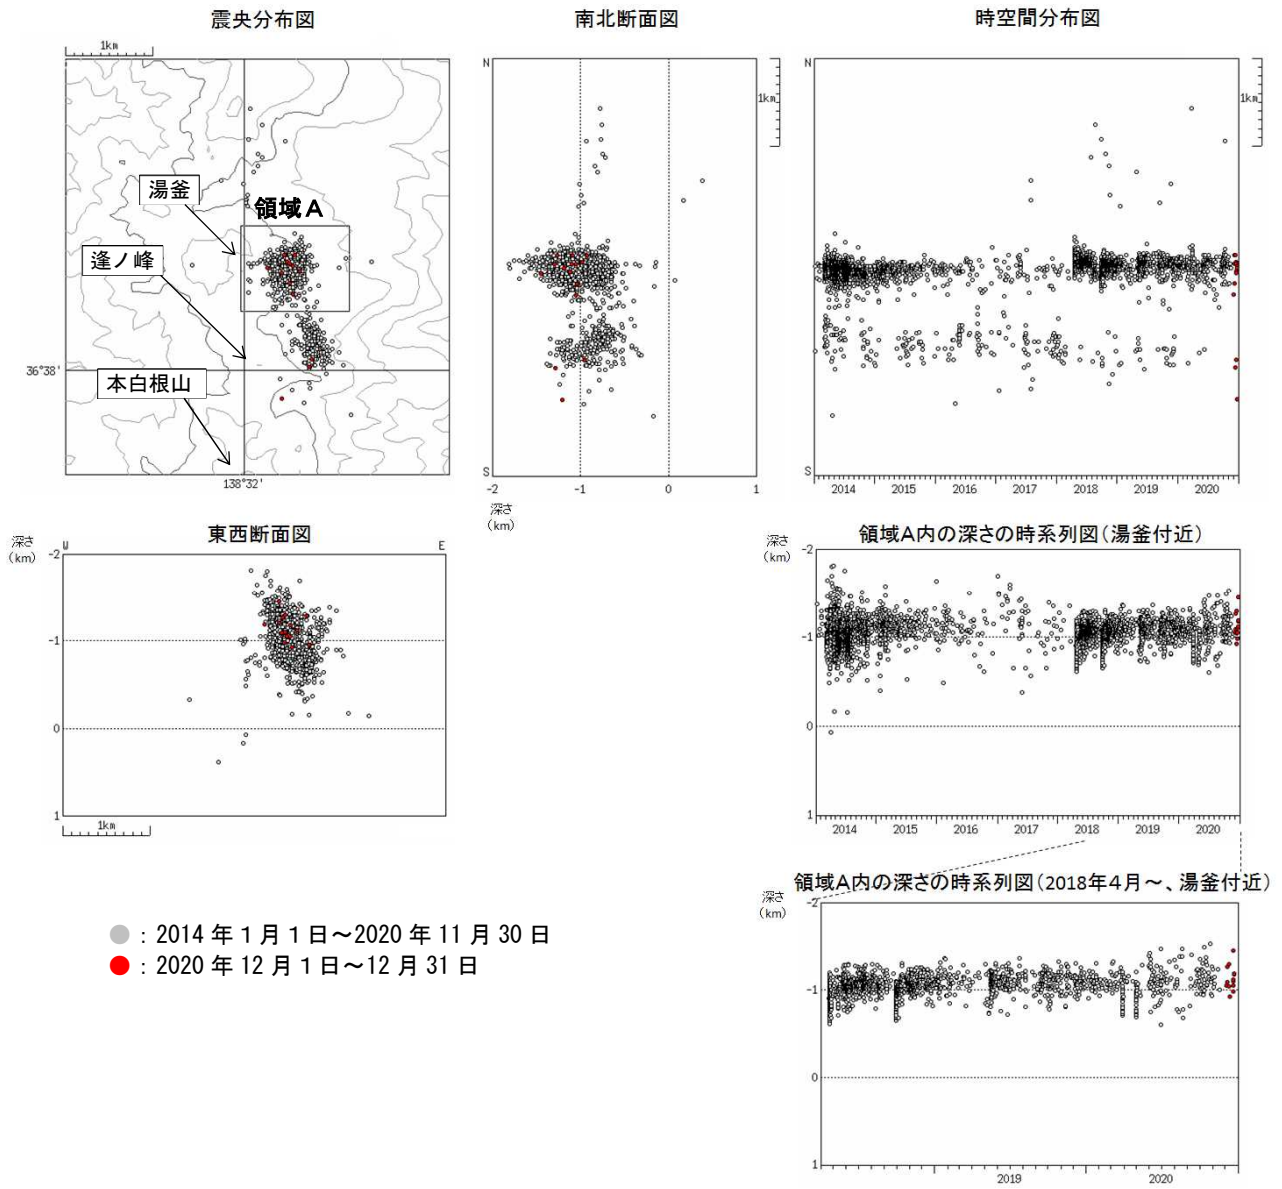 震央分布図
南北断面図
時空間分布図
1km
N
1km
N
1km
湯釜
領域A
逢ノ峰
36°38'
本白根山
S
S
138°32'
-2
-1
0
1
深さ
(km)
2014
2015
2016
2017
2018
2019
2020
東西断面図
深さ
(km)
W
E
-2
-1
0
1
1km
領域A内の深さの時系列図(湯釜付近)
深さ
(km)
-2
-1
0
1
2014
2015
2016
2017
2018
2019
2020
領域A内の深さの時系列図(2018年4月~、湯釜付近)
深さ
(km)
-2
-1
0
1
2019
2020
: 2014 年 1 月 1 日~2020 年 11 月 30 日
: 2020 年 12 月 1 日~12 月 31 日